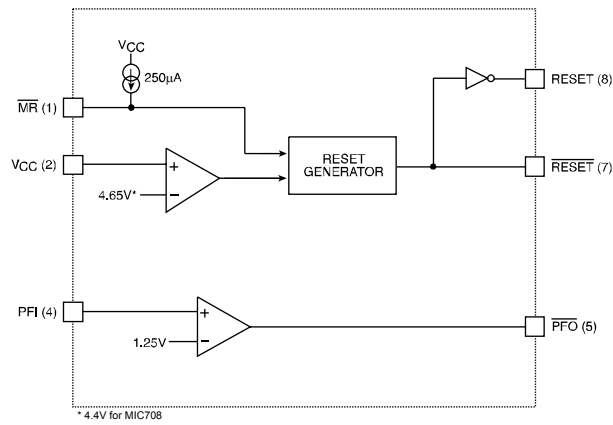 VCC
250µA
MR (1)
VCC (2)
+
4.65V*
−
RESET
GENERATOR
RESET (8)
RESET (7)
PFI (4)
+
1.25V
−
PFO (5)
* 4.4V for MIC708